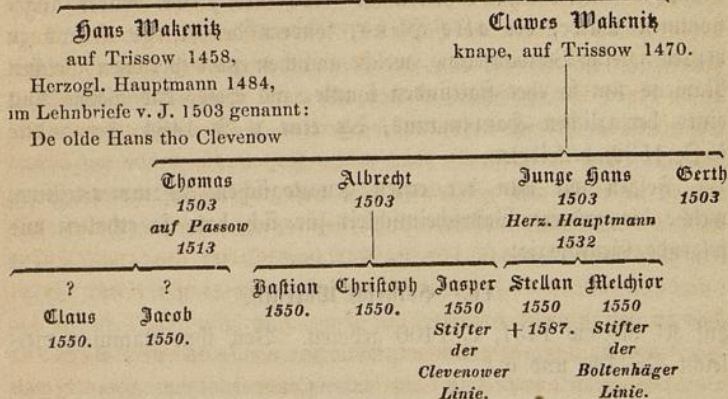 Hans Wakenitz
auf Trissow 1458,
Herzogl. Hauptmann 1484,
im Lehnbriefe v. J. 1503 genannt:
De olde Hans tho Clevenow
Clawes Wakenitz
knape, auf Trissow 1470.
Thomas
1503
auf Passow
1513
Albrecht
1503
Junge Hans
1503
Herz. Hauptmann
1532
Gerth
1503
?
Claus
1550.
?
Jacob
1550.
Bastian
1550.
Christoph
1550.
Jasper
1550
Stifter
der
Clevenower
Linie.
Stellan
1550
+ 1587.
Melchior
1550
Stifter
der
Boltenhäger
Linie.